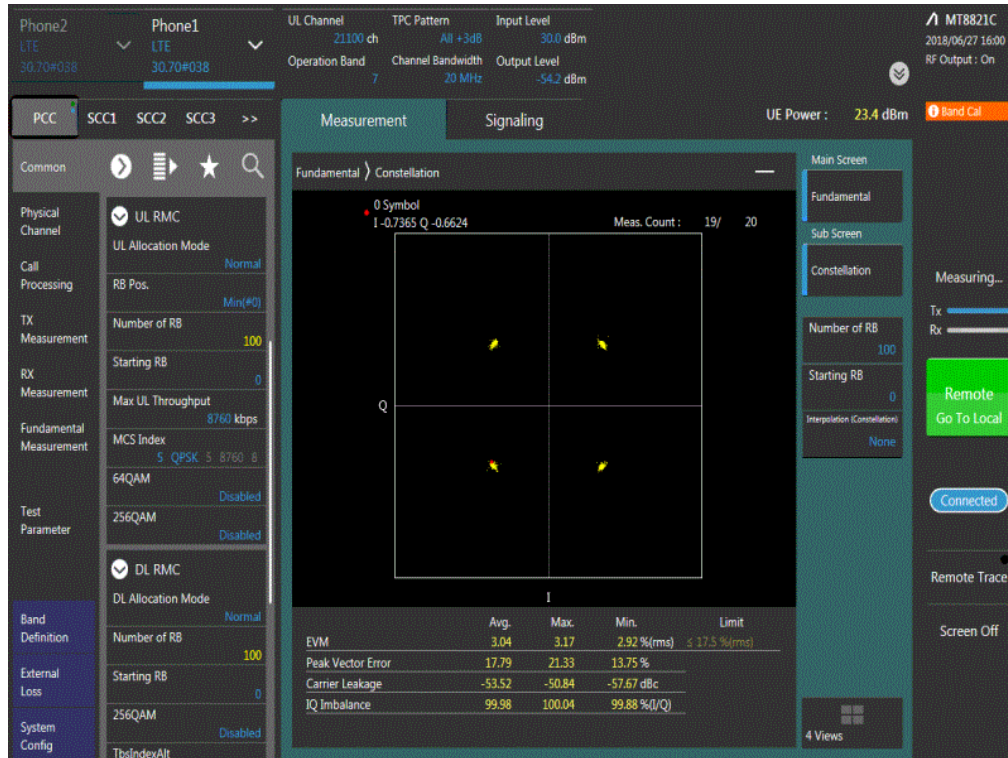 Phone2
LTE
30.70#038
Phone1
LTE
30.70#038
UL Channel
21100 ch
TPC Pattern
All +3dB
Input Level
30.0 dBm
Operation Band
7
Channel Bandwidth
20 MHz
Output Level
-54.2 dBm
MT8821C
2018/06/27 16:00
RF Output : On
PCC SCC1 SCC2 SCC3 >>
Measurement Signaling
UE Power : 23.4 dBm
Band Cal
Common
Physical
Channel
Call
Processing
TX
Measurement
RX
Measurement
Fundamental
Measurement
Test
Parameter
Band
Definition
External
Loss
System
Config
UL RMC
UL Allocation Mode
Normal
RB Pos.
Min(#0)
Number of RB
100
Starting RB
0
Max UL Throughput
8760 kbps
MCS Index
5 QPSK 5 8760 8
64QAM
Disabled
256QAM
Disabled
DL RMC
DL Allocation Mode
Normal
Number of RB
100
Starting RB
0
256QAM
Disabled
TbsIndexAlt
Fundamental 〉 Constellation
0 Symbol
I -0.7365 Q -0.6624
Meas. Count : 19/ 20
Q
I
Avg. Max. Min. Limit
EVM 3.04 3.17 2.92 %(rms) ≤ 17.5 %(rms)
Peak Vector Error 17.79 21.33 13.75 %
Carrier Leakage -53.52 -50.84 -57.67 dBc
IQ Imbalance 99.98 100.04 99.88 %(I/Q)
Main Screen
Fundamental
Sub Screen
Constellation
Number of RB
100
Starting RB
0
Interpolation (Constellation)
None
4 Views
Measuring...
Tx
Rx
Remote
Go To Local
Connected
Remote Trace
Screen Off